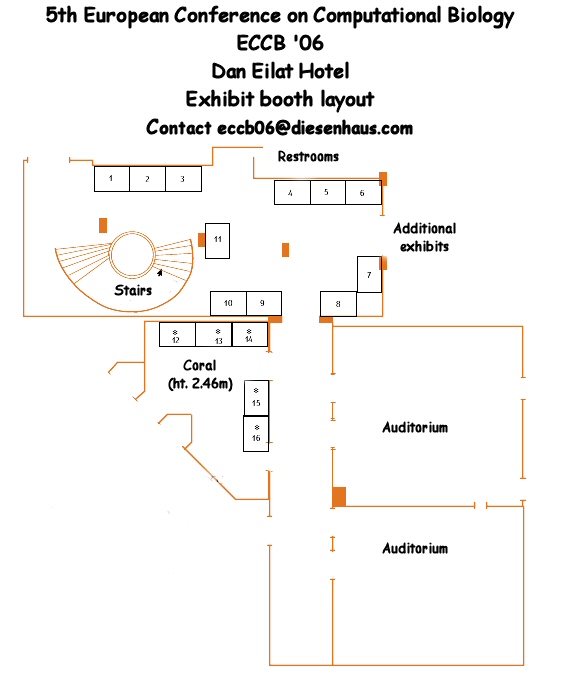 5th European Conference on Computational Biology
ECCB '06
Dan Eilat Hotel
Exhibit booth layout
Contact eccb06@diesenhaus.com
Restrooms
1 2 3
4 5 6
Additional
exhibits
11
7
Stairs
10 9
8
* * *
12 13 14
Coral
(ht. 2.46m)
*
15
*
16
Auditorium
Auditorium